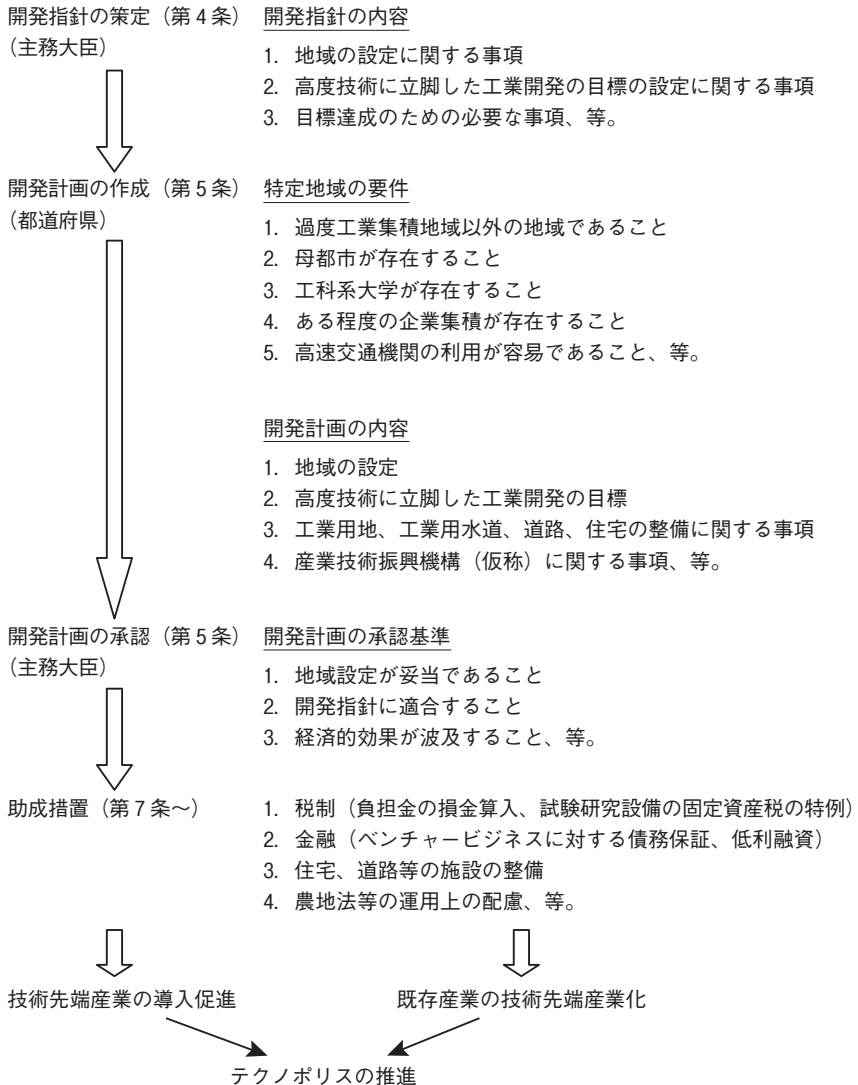 開発指針の策定（第４条） 開発指針の内容
（主務大臣）
1. 地域の設定に関する事項
2. 高度技術に立脚した工業開発の目標の設定に関する事項
3. 目標達成のための必要な事項、等。
開発計画の作成（第５条） 特定地域の要件
（都道府県）
1. 過度工業集積地域以外の地域であること
2. 母都市が存在すること
3. 工科系大学が存在すること
4. ある程度の企業集積が存在すること
5. 高速交通機関の利用が容易であること、等。
開発計画の内容
1. 地域の設定
2. 高度技術に立脚した工業開発の目標
3. 工業用地、工業用水道、道路、住宅の整備に関する事項
4. 産業技術振興機構（仮称）に関する事項、等。
開発計画の承認（第５条） 開発計画の承認基準
（主務大臣）
1. 地域設定が妥当であること
2. 開発指針に適合すること
3. 経済的効果が波及すること、等。
助成措置（第７条〜） 1. 税制（負担金の損金算入、試験研究設備の固定資産税の特例）
2. 金融（ベンチャービジネスに対する債務保証、低利融資）
3. 住宅、道路等の施設の整備
4. 農地法等の運用上の配慮、等。
技術先端産業の導入促進 既存産業の技術先端産業化
テクノポリスの推進